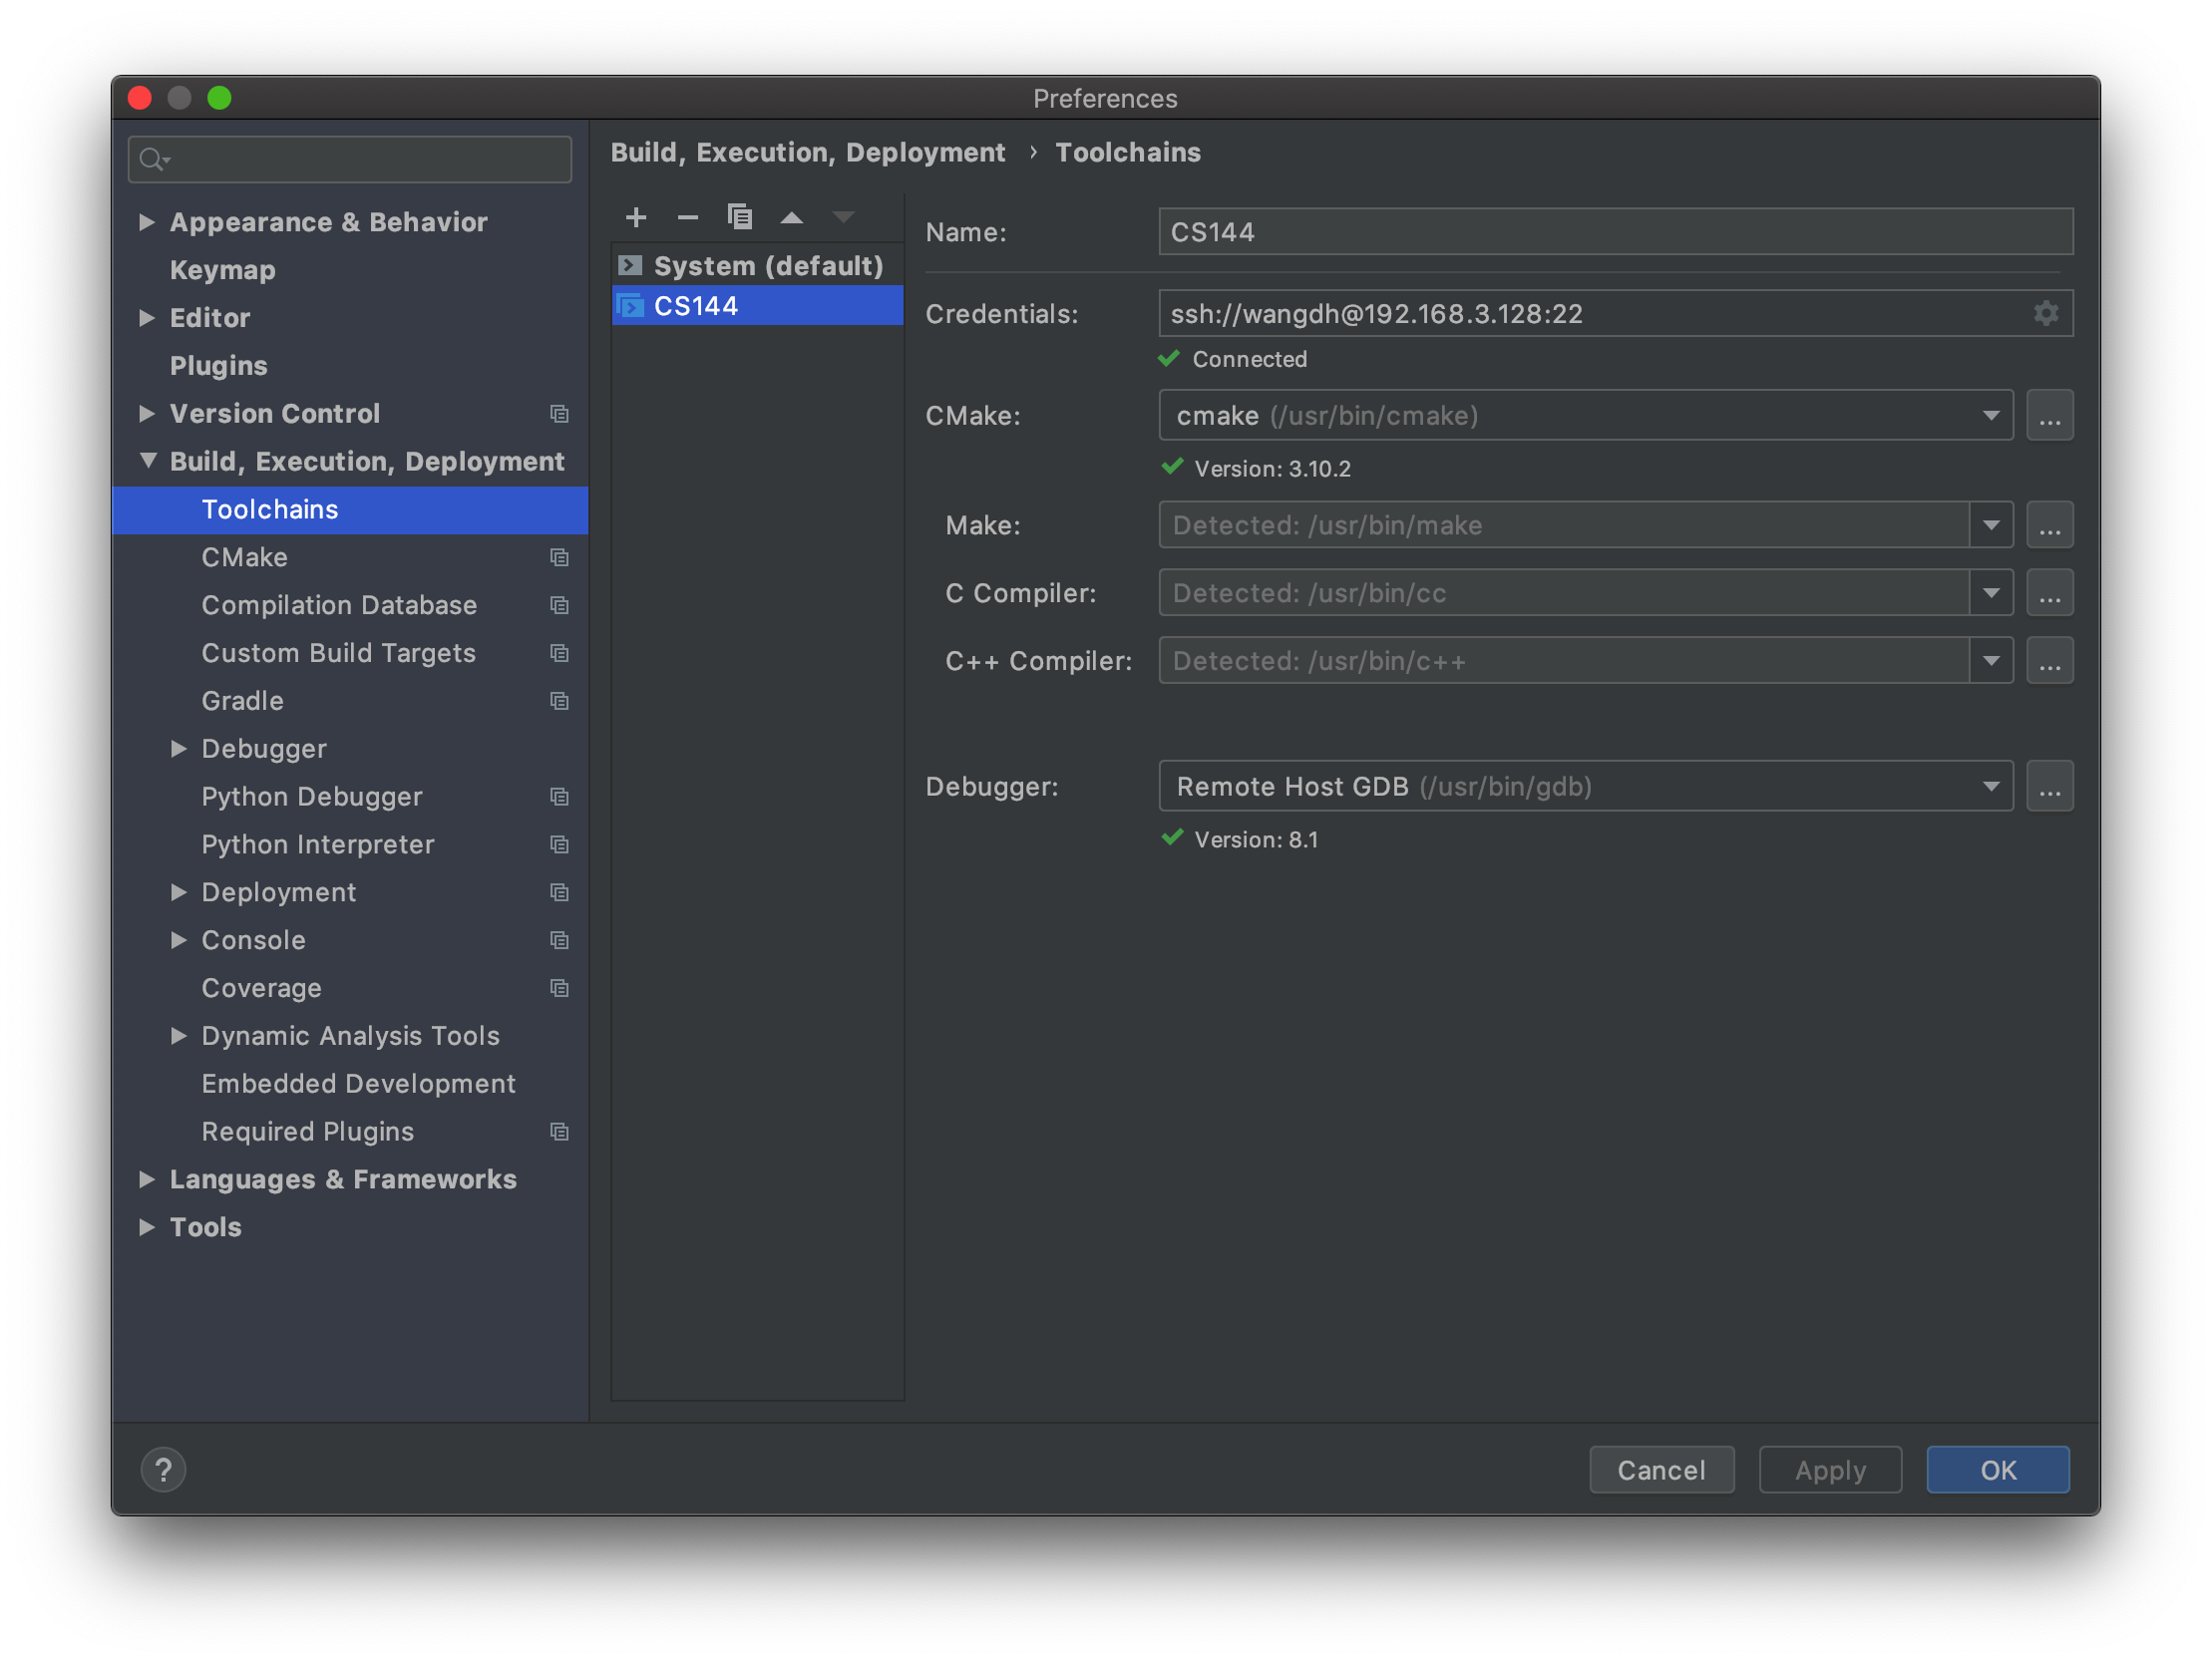 Preferences
Appearance & Behavior
Keymap
Editor
Plugins
Version Control
Build, Execution, Deployment
Toolchains
CMake
Compilation Database
Custom Build Targets
Gradle
Debugger
Python Debugger
Python Interpreter
Deployment
Console
Coverage
Dynamic Analysis Tools
Embedded Development
Required Plugins
Languages & Frameworks
Tools
Build, Execution, Deployment › Toolchains
System (default)
CS144
Name: CS144
Credentials: ssh://wangdh@192.168.3.128:22
Connected
CMake: cmake (/usr/bin/cmake) ...
Version: 3.10.2
Make: Detected: /usr/bin/make ...
C Compiler: Detected: /usr/bin/cc ...
C++ Compiler: Detected: /usr/bin/c++ ...
Debugger: Remote Host GDB (/usr/bin/gdb) ...
Version: 8.1
? Cancel Apply OK